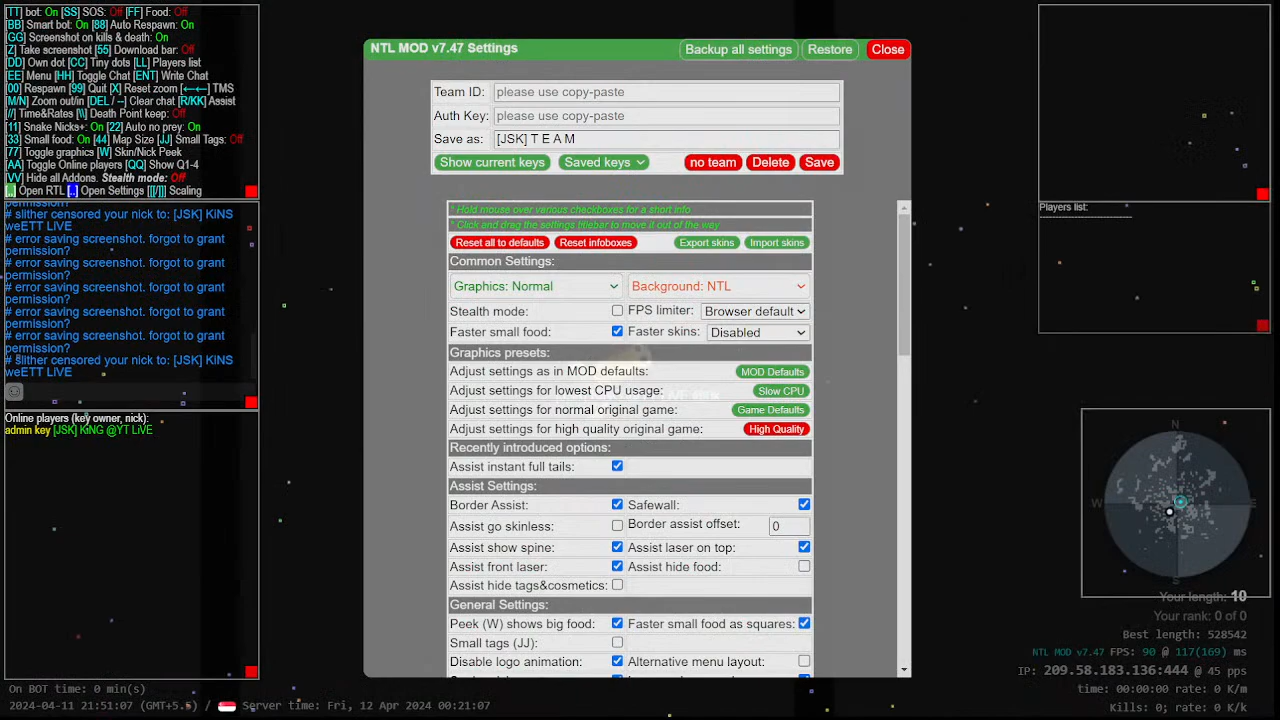 [TT] bot: On [SS] SOS: Off [FF] Food: Off
[BB] Smart bot: On [88] Auto Respawn: On
[GG] Screenshot on kills & death: On
[Z] Take screenshot [55] Download bar: Off
[DD] Own dot [CC] Tiny dots [LL] Players list
[EE] Menu [HH] Toggle Chat [ENT] Write Chat
[00] Respawn [99] Quit [X] Reset zoom [←←] TMS
[M/N] Zoom out/in [DEL / --] Clear chat [R/KK] Assist
[//] Time&Rates [\\] Death Point keep: Off
[11] Snake Nicks+: On [22] Auto no prey: On
[33] Small food: On [44] Map Size [JJ] Small Tags: Off
[77] Toggle graphics [W] Skin/Nick Peek
[AA] Toggle Online players [QQ] Show Q1-4
[VV] Hide all Addons. Stealth mode: Off
[.] Open RTL [..] Open Settings [[[/]]] Scaling
permission?
# slither censored your nick to: [JSK] KiNS
weETT LiVE
# error saving screenshot. forgot to grant
permission?
# error saving screenshot. forgot to grant
permission?
# error saving screenshot. forgot to grant
permission?
# error saving screenshot. forgot to grant
permission?
# error saving screenshot. forgot to grant
permission?
# slither censored your nick to: [JSK] KiNS
weETT LiVE
Online players (key owner, nick):
admin key [JSK] KiNG @YT LiVE
On BOT time: 0 min(s)
2024-04-11 21:51:07 (GMT+5.5) / Server time: Fri, 12 Apr 2024 00:21:07
NTL MOD v7.47 Settings
Backup all settings
Restore
Close
Team ID: please use copy-paste
Auth Key: please use copy-paste
Save as: [JSK] T E A M
Show current keys Saved keys no team Delete Save
* Hold mouse over various checkboxes for a short info
* Click and drag the settings titlebar to move it out of the way
Reset all to defaults Reset infoboxes Export skins Import skins
Common Settings:
Graphics: Normal Background: NTL
Stealth mode: FPS limiter: Browser default
Faster small food: Faster skins: Disabled
Graphics presets:
Adjust settings as in MOD defaults: MOD Defaults
Adjust settings for lowest CPU usage: Slow CPU
Adjust settings for normal original game: Game Defaults
Adjust settings for high quality original game: High Quality
Recently introduced options:
Assist instant full tails:
Assist Settings:
Border Assist: Safewall:
Assist go skinless: Border assist offset: 0
Assist show spine: Assist laser on top:
Assist front laser: Assist hide food:
Assist hide tags&cosmetics:
General Settings:
Peek (W) shows big food: Faster small food as squares:
Small tags (JJ):
Disable logo animation: Alternative menu layout:
Players list:
N
W
E
S
Your length: 10
Your rank: 0 of 0
Best length: 528542
NTL MOD v7.47 FPS: 90 @ 117(169) ms
IP: 209.58.183.136:444 @ 45 pps
time: 00:00:00 rate: 0 K/m
Kills: 0; rate: 0 K/k